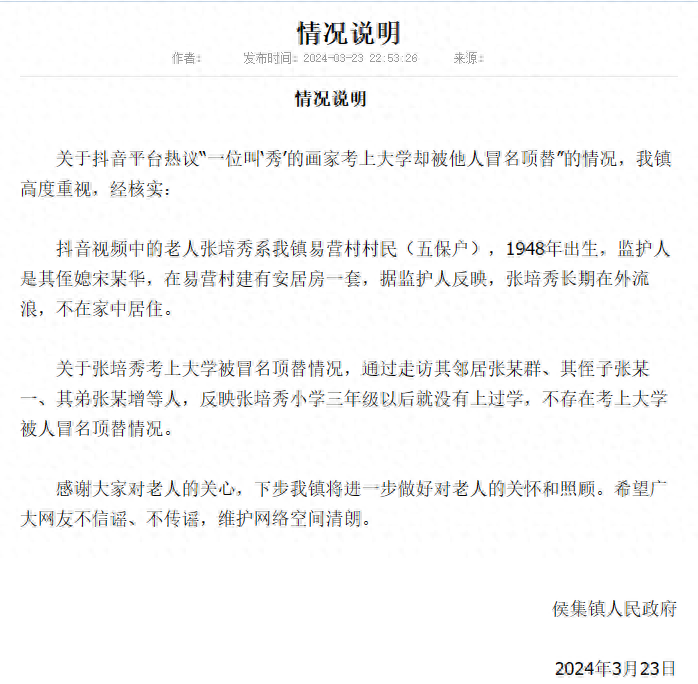 情况说明
作者： 发布时间：2024-03-23 22:53:26 来源：
情况说明
关于抖音平台热议“一位叫‘秀’的画家考上大学却被他人冒名顶替”的情况，我镇
高度重视，经核实：
抖音视频中的老人张培秀系我镇易营村村民（五保户），1948年出生，监护人
是其侄媳宋某华，在易营村建有安居房一套，据监护人反映，张培秀长期在外流
浪，不在家中居住。
关于张培秀考上大学被冒名顶替情况，通过走访其邻居张某群、其侄子张某
一、其弟张某增等人，反映张培秀小学三年级以后就没有上过学，不存在考上大学
被人冒名顶替情况。
感谢大家对老人的关心，下步我镇将进一步做好对老人的关怀和照顾。希望广
大网友不信谣、不传谣，维护网络空间清朗。
侯集镇人民政府
2024年3月23日